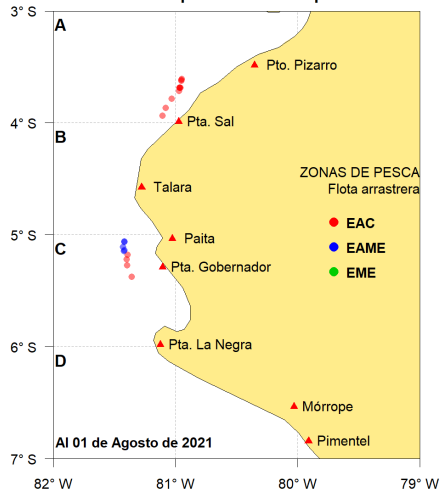 3° S
A
Pto. Pizarro
4° S
Pta. Sal
B
ZONAS DE PESCA
Flota arrastrera
Talara
EAC
5° S
Paita
C
EAME
Pta. Gobernador
EME
6° S
Pta. La Negra
D
Mórrope
Al 01 de Agosto de 2021
Pimentel
7° S
82° W
81° W
80° W
79° W